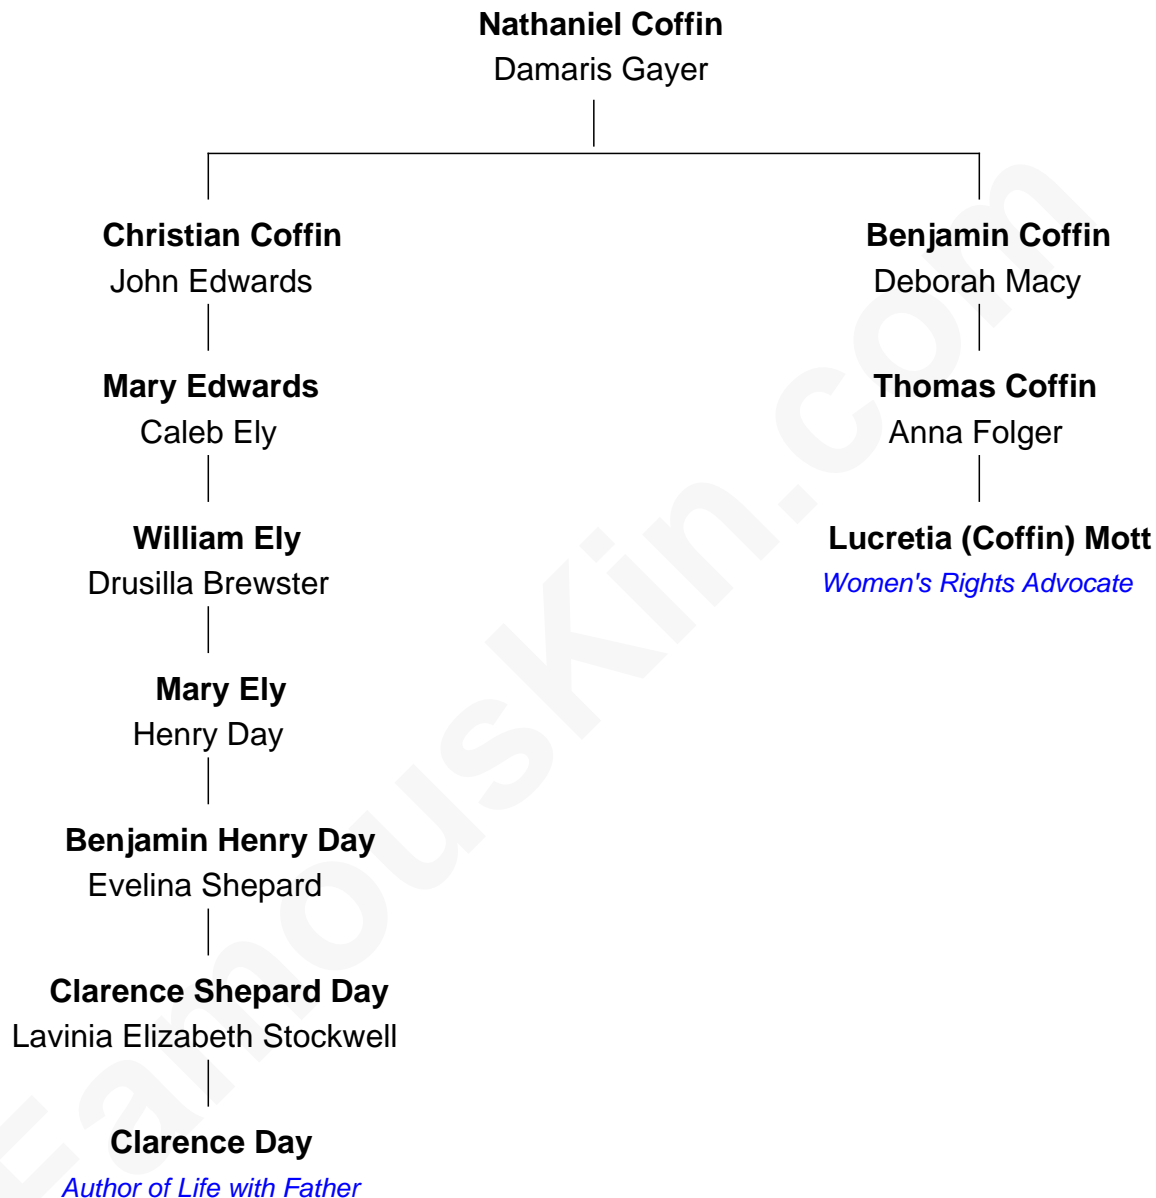 Nathaniel Coffin
Damaris Gayer
Christian Coffin
John Edwards
Benjamin Coffin
Deborah Macy
Mary Edwards
Caleb Ely
Thomas Coffin
Anna Folger
William Ely
Drusilla Brewster
Lucretia (Coffin) Mott
Women's Rights Advocate
Mary Ely
Henry Day
Benjamin Henry Day
Evelina Shepard
Clarence Shepard Day
Lavinia Elizabeth Stockwell
Clarence Day
Author of Life with Father
FamousKin.com